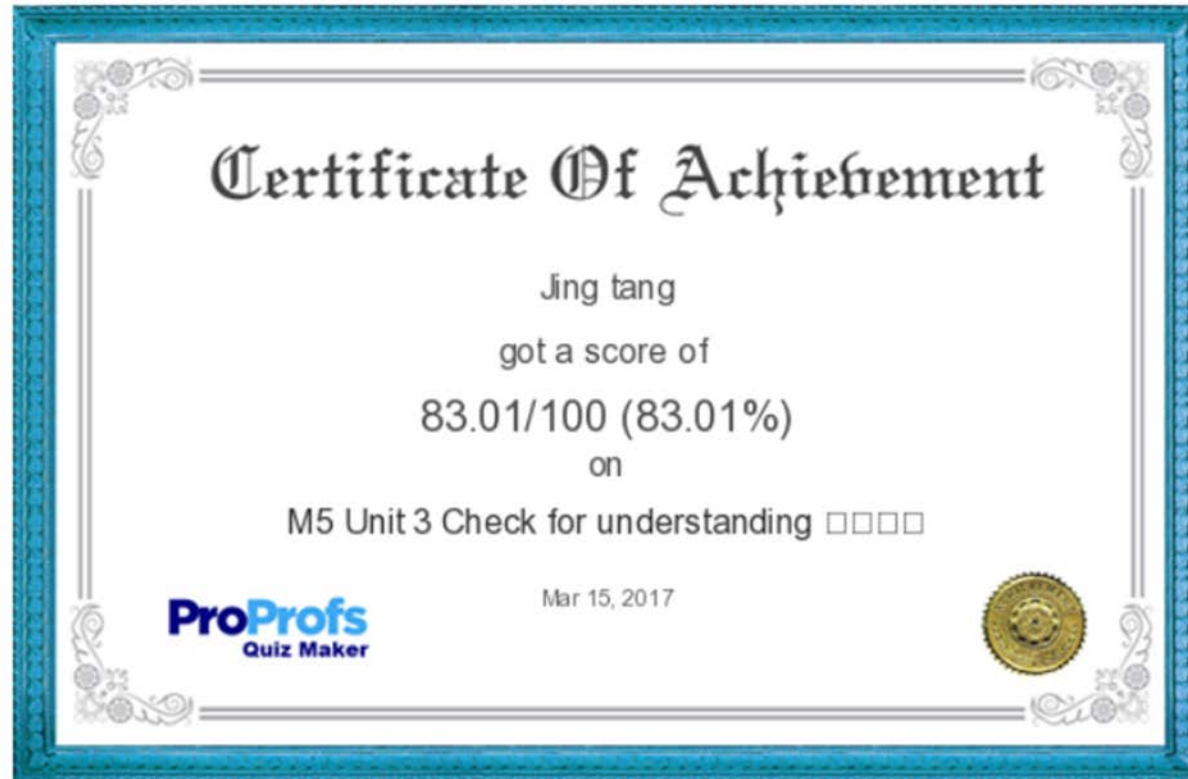 Certificate Of Achievement
Jing tang
got a score of
83.01/100 (83.01%)
on
M5 Unit 3 Check for understanding □□□□
Mar 15, 2017
ProProfs
Quiz Maker